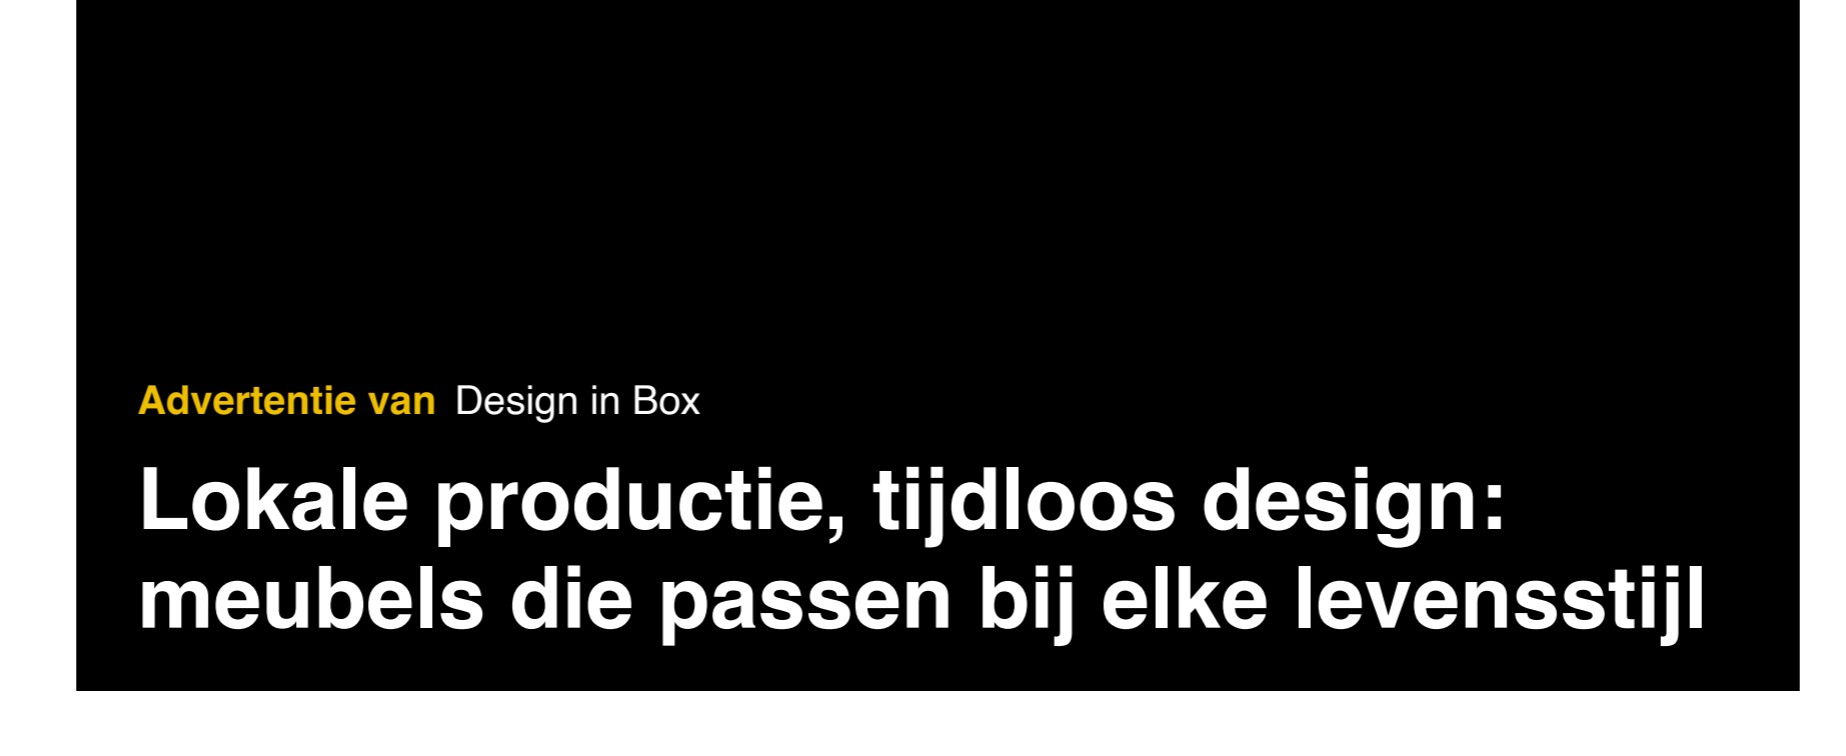 Advertentie van Design in Box
Lokale productie, tijdloos design:
meubels die passen bij elke levensstijl